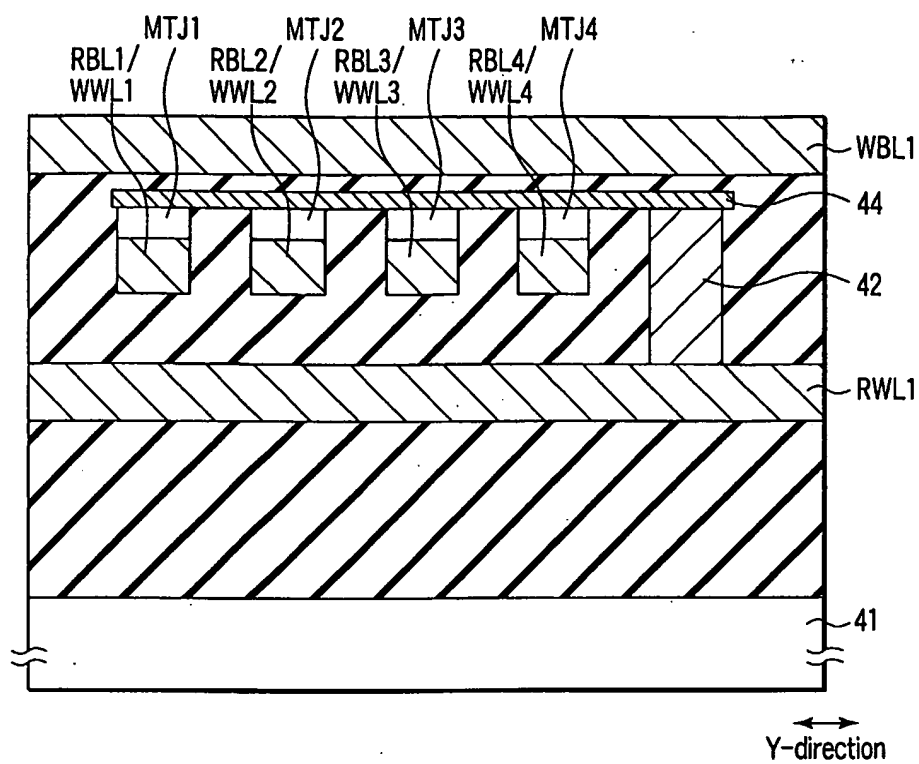 MTJ1 MTJ2 MTJ3 MTJ4
RBL1/ RBL2/ RBL3/ RBL4/
WWL1 WWL2 WWL3 WWL4
WBL1
44
42
RWL1
41
Y-direction